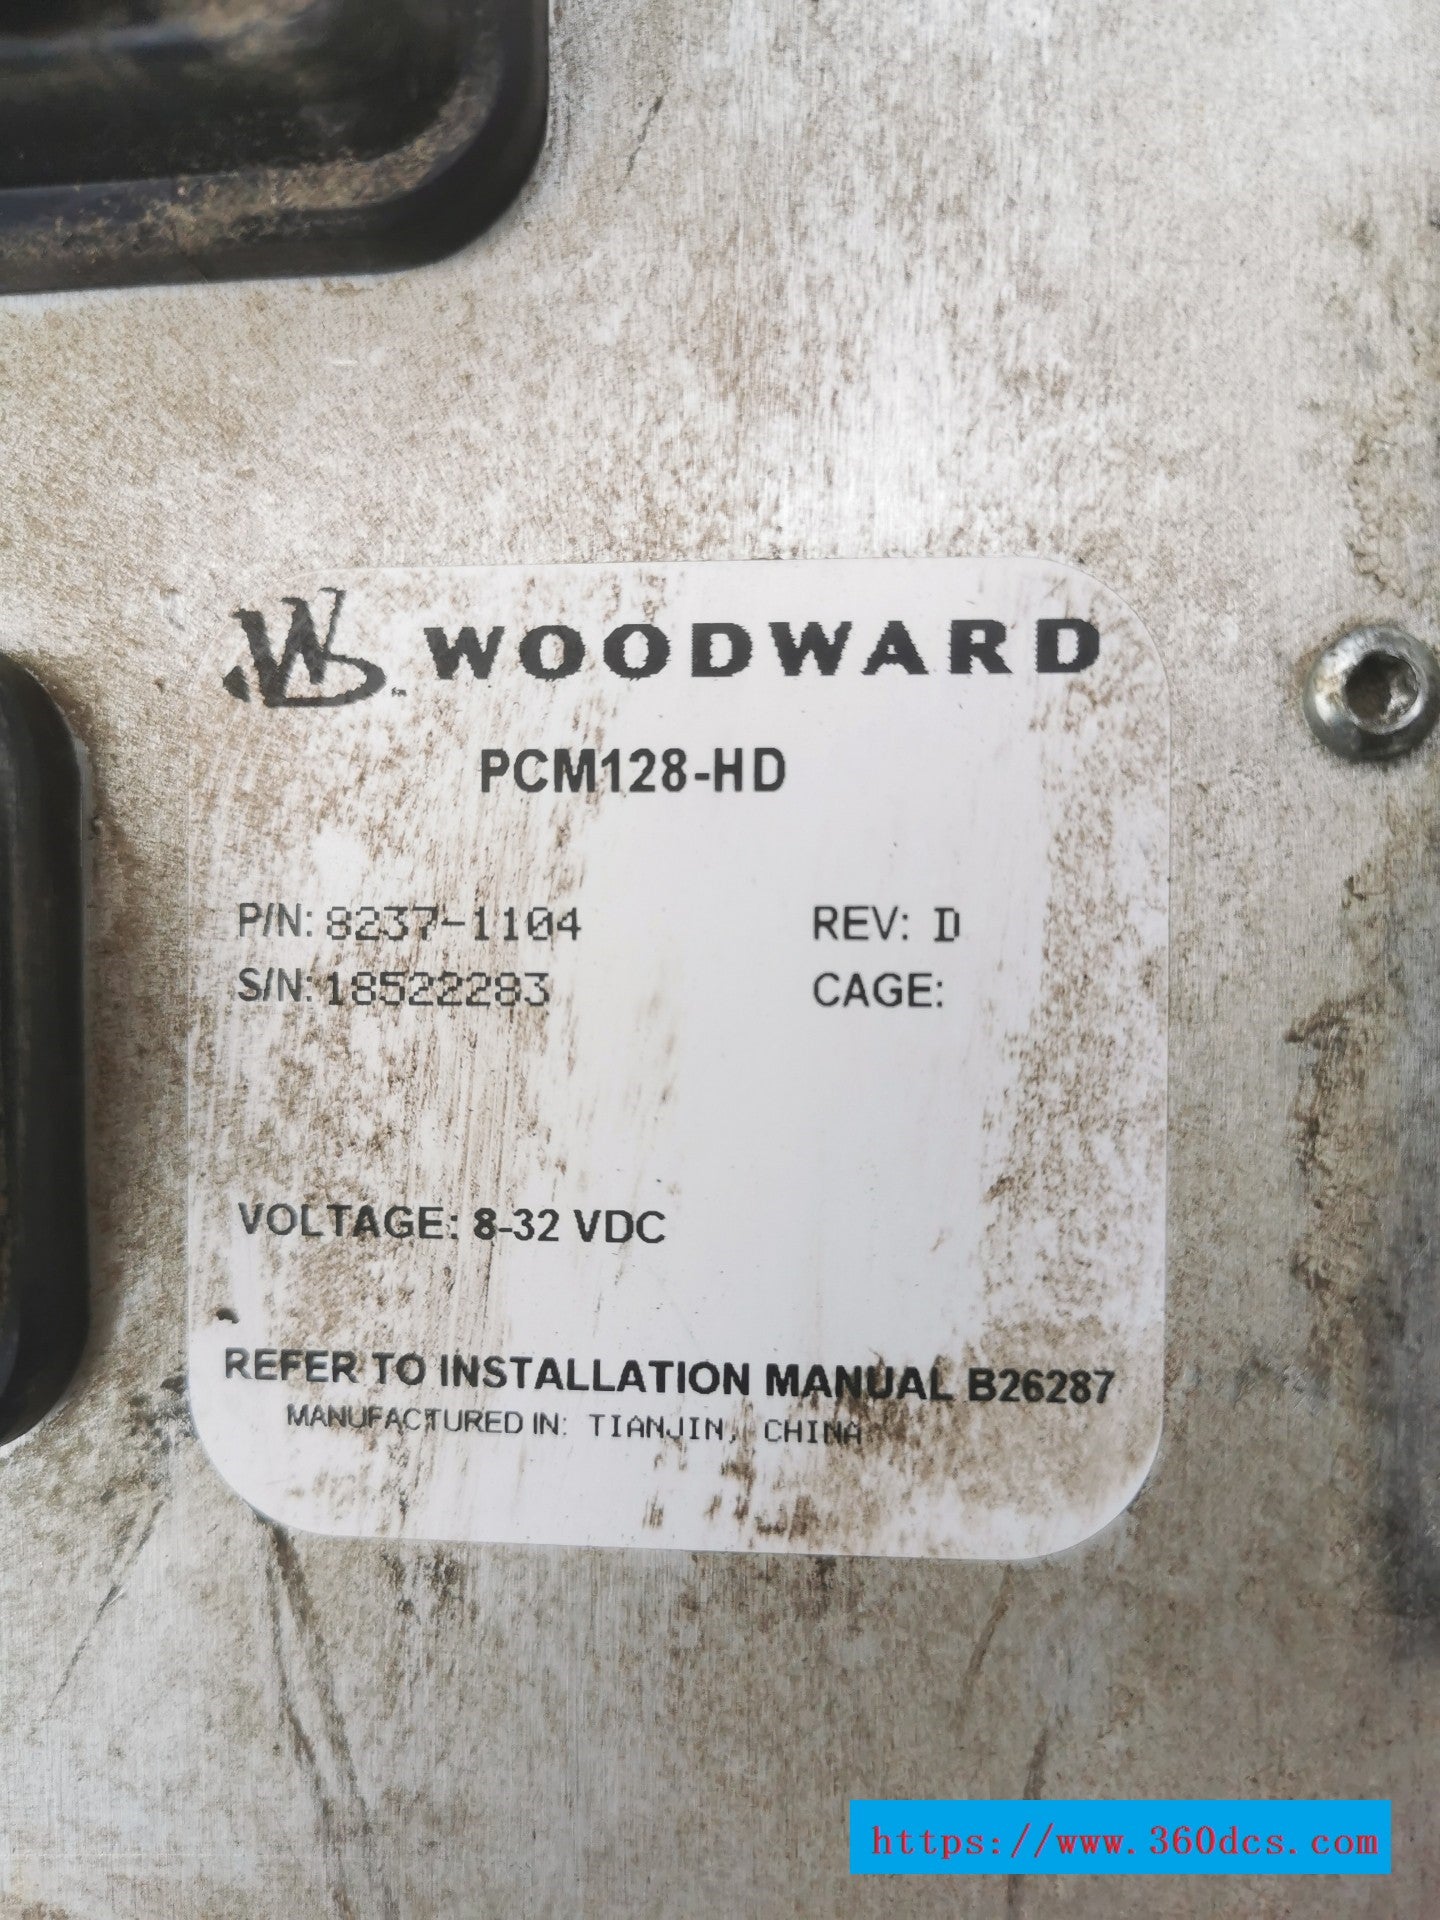 WOODWARD
PCM128-HD
P/N: 8237-1104 REV: D
S/N: 18522283 CAGE:
VOLTAGE: 8-32 VDC
REFER TO INSTALLATION MANUAL B26287
MANUFACTURED IN: TIANJIN, CHINA
https://www.360dcs.com